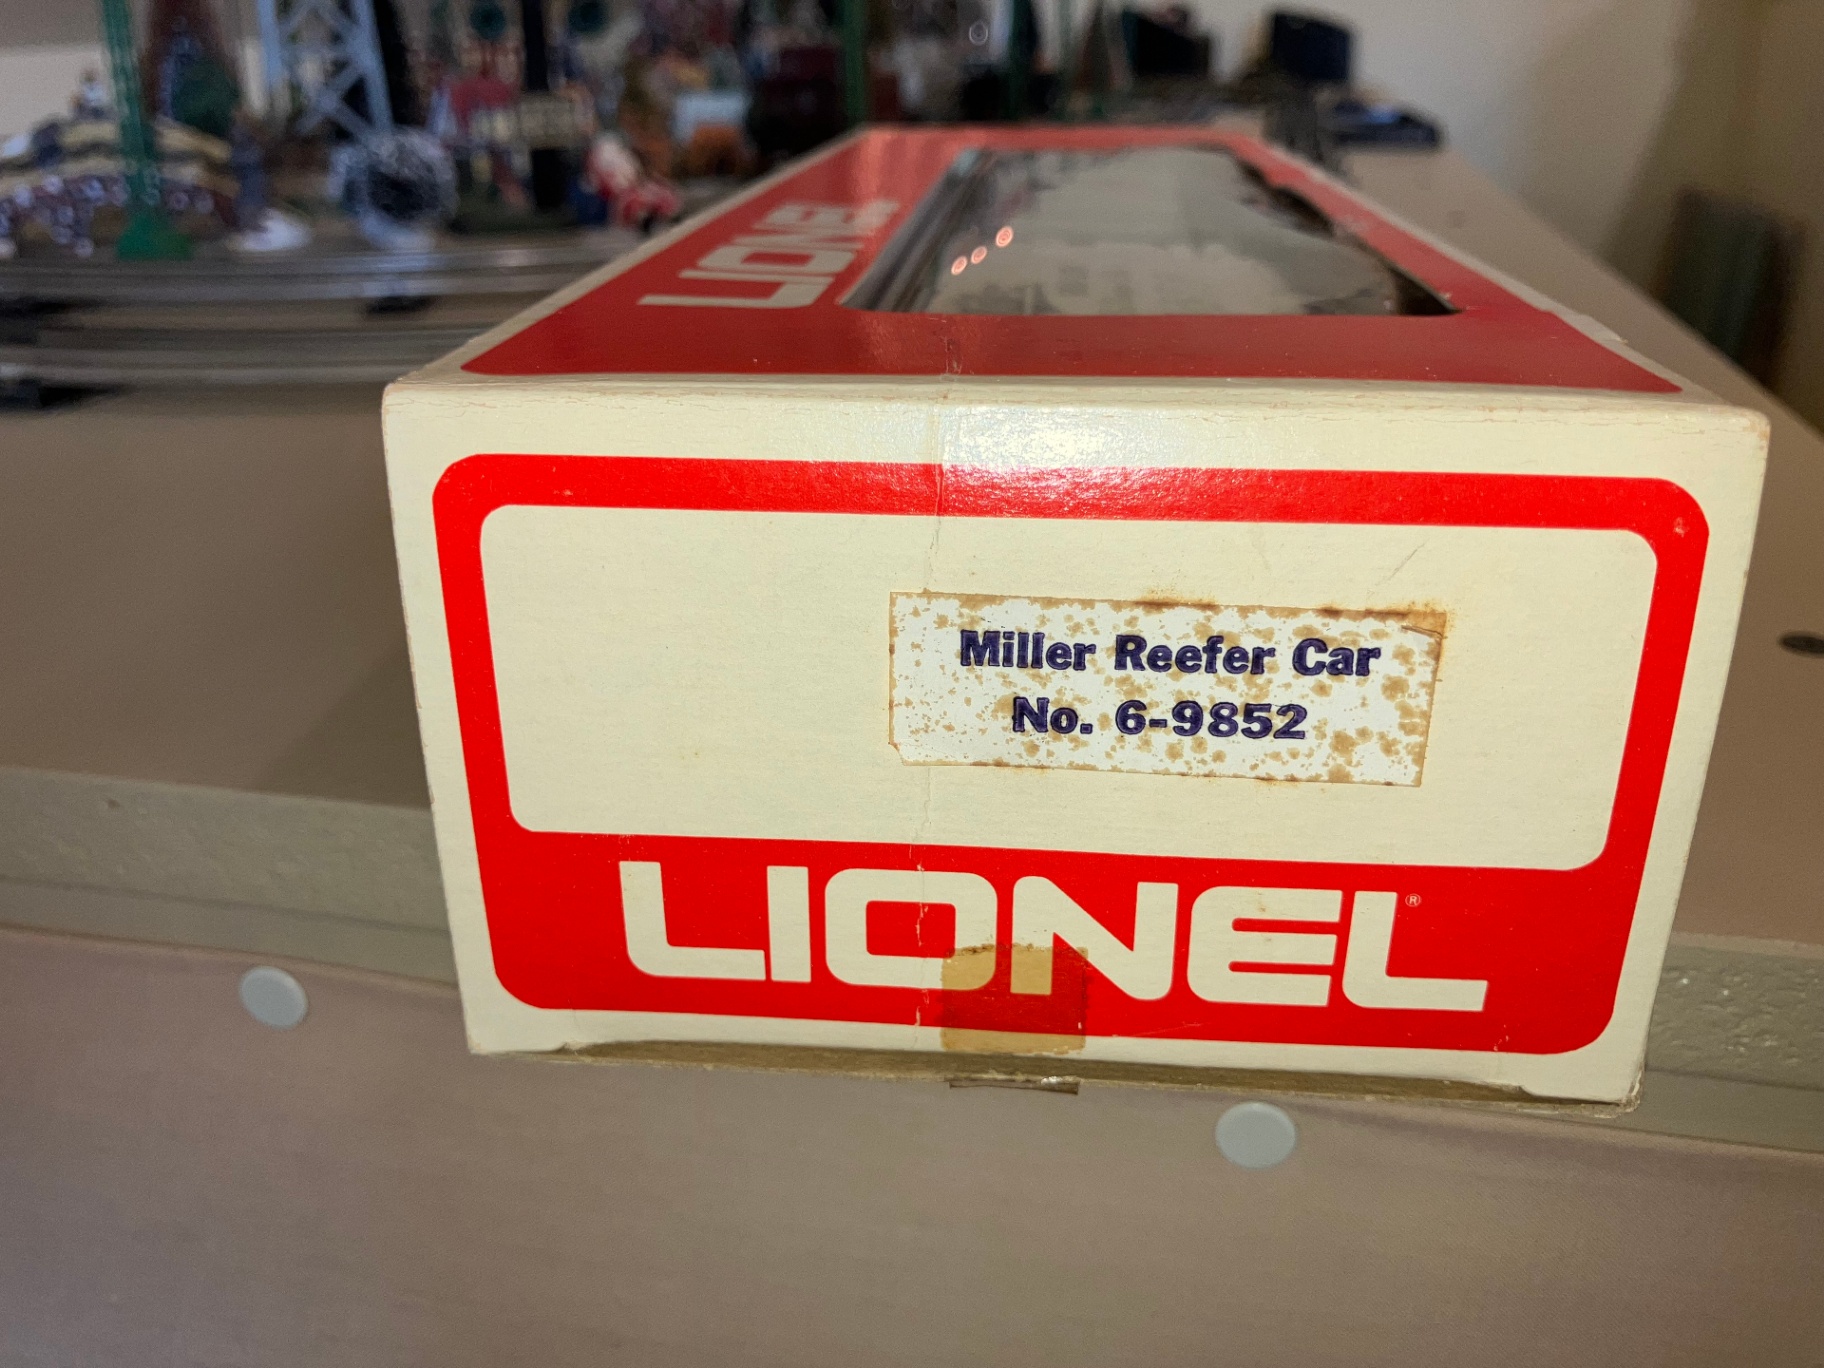 LIONEL
Miller Reefer Car
No. 6-9852
LIONEL®